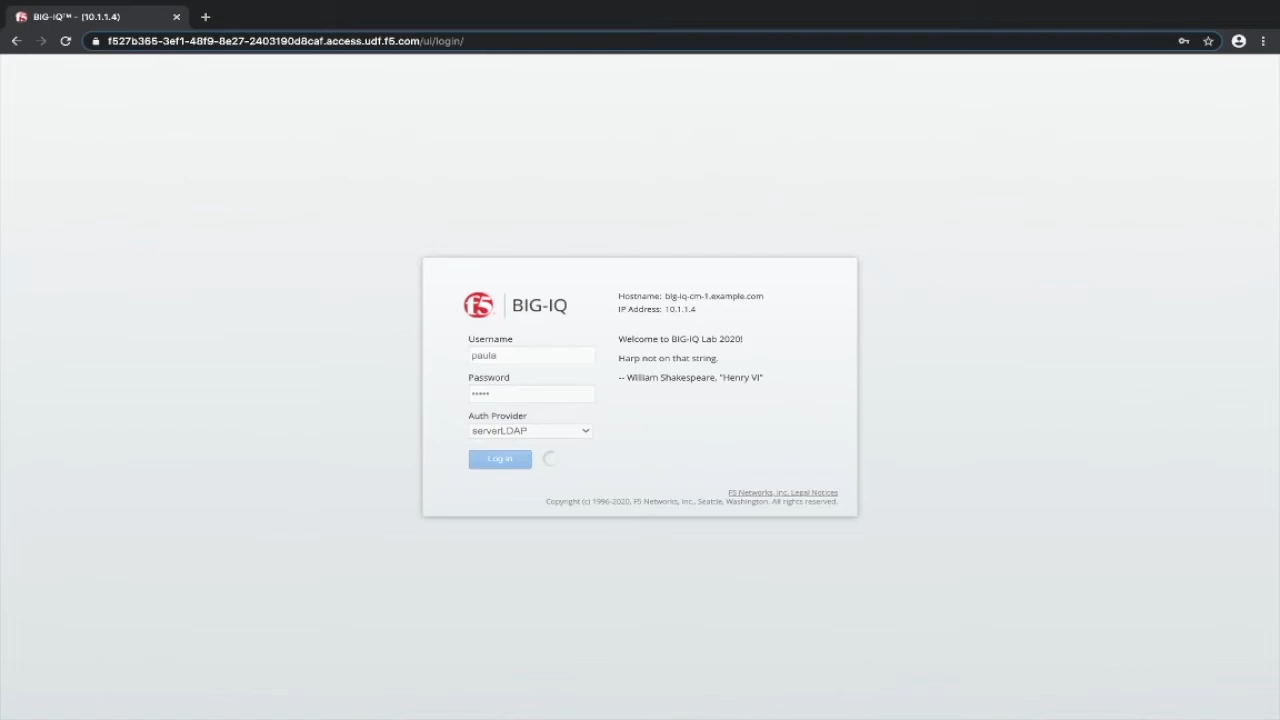 BIG-IQ™ - (10.1.1.4)
f527b365-3ef1-48f9-8e27-2403190d8caf.access.udf.f5.com/ui/login/
f5 BIG-IQ
Username
paula
Password
•••••
Auth Provider
serverLDAP
Log in
Hostname: big-iq-cm-1.example.com
IP Address: 10.1.1.4
Welcome to BIG-IQ Lab 2020!
Harp not on that string.
-- William Shakespeare, "Henry VI"
F5 Networks, Inc. Legal Notices
Copyright (c) 1996-2020, F5 Networks, Inc., Seattle, Washington. All rights reserved.